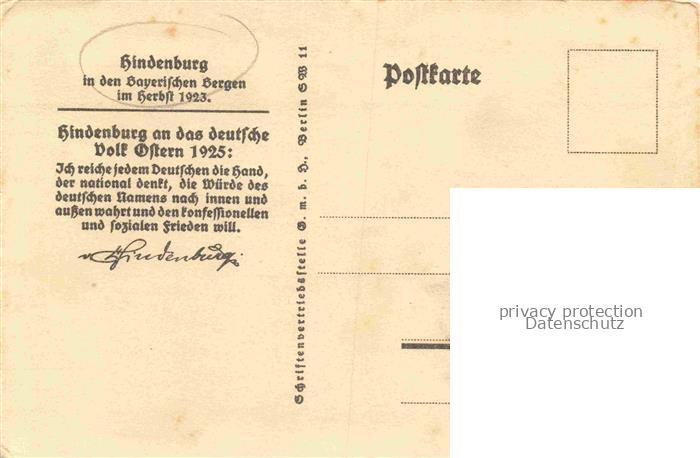 Hindenburg
in den Bayerischen Bergen
im Herbst 1923.
Hindenburg an das deutsche
Volk Ostern 1925:
Ich reiche jedem Deutschen die Hand,
der national denkt, die Würde des
deutschen Namens nach innen und
außen wahrt und den konfessionellen
und sozialen Frieden will.
v. Hindenburg.
Schriftenvertriebsstelle G. m. b. H., Berlin SW 11
Postkarte
privacy protection
Datenschutz